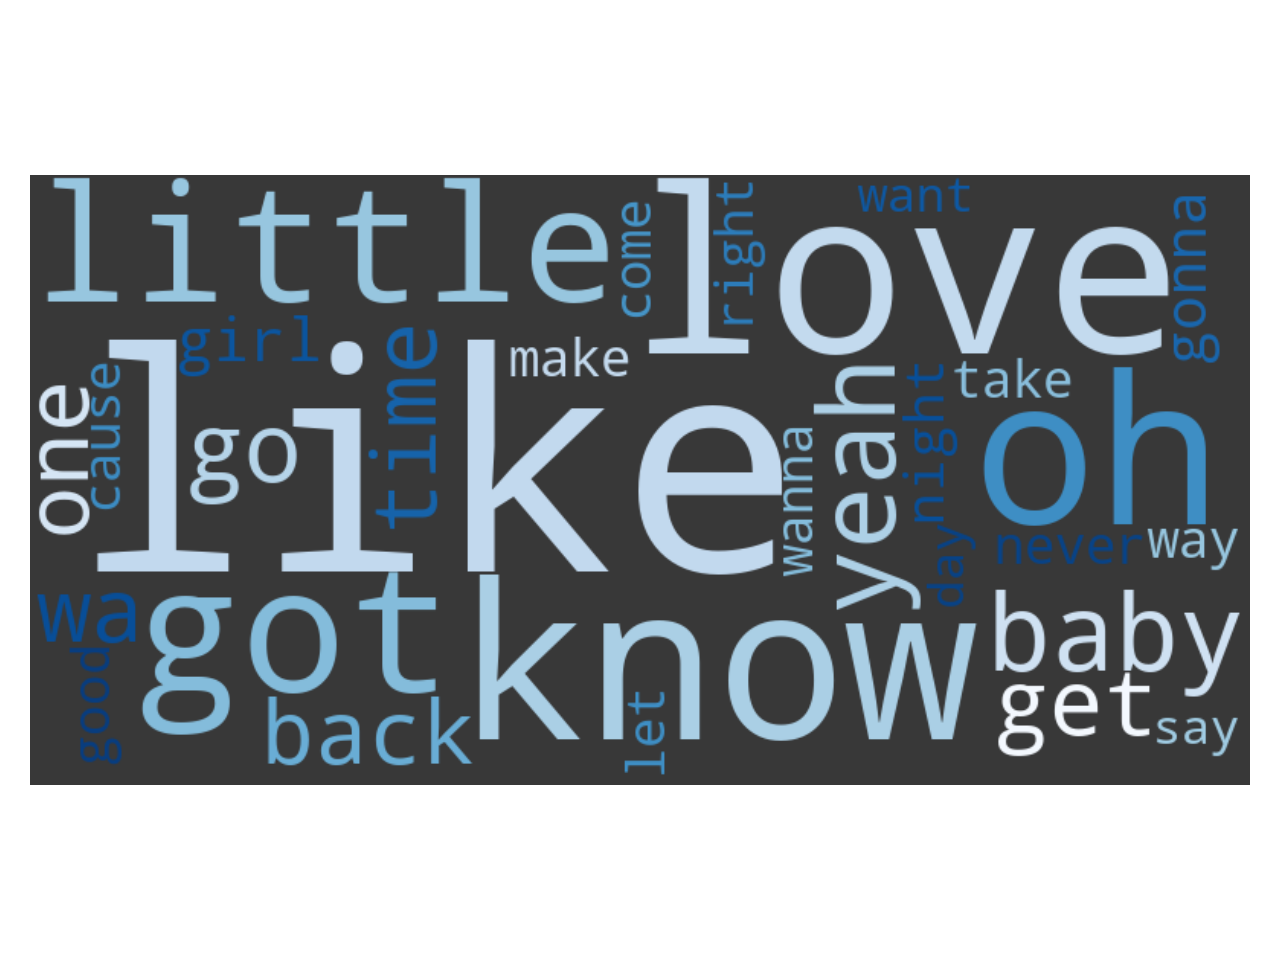 little
come
love
right
want
gonna
girl
like
time
make
one
cause
go
wanna
yeah
night
take
oh
day
never
way
wa
got
know
baby
good
back
let
get
say